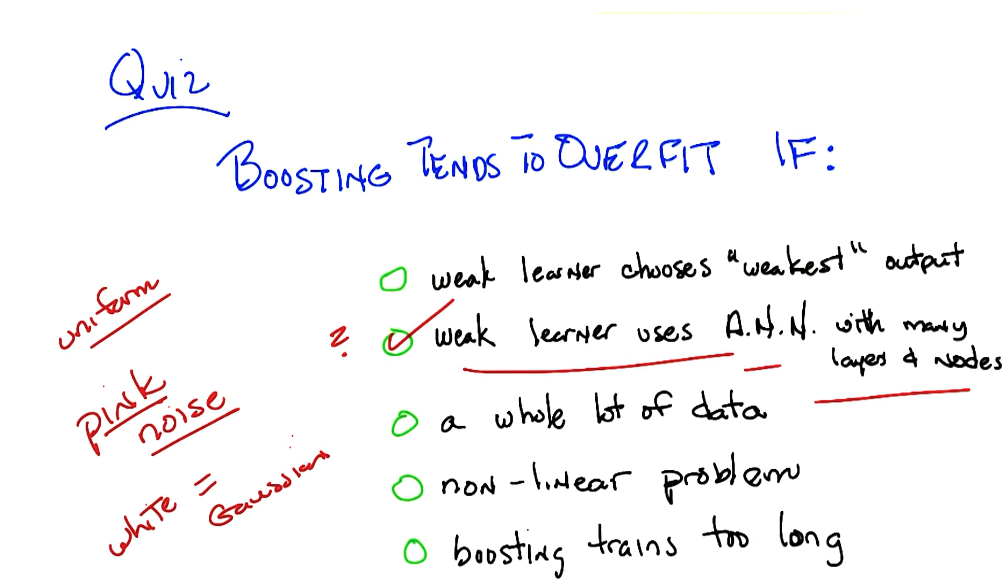 Quiz
BOOSTING TENDS TO OVERFIT IF:
weak learner chooses "weakest" output
? weak learner uses A.N.N. with many
layers & nodes
a whole lot of data
non-linear problem
boosting trains too long
uniform
pink
noise
white =
Gaussian